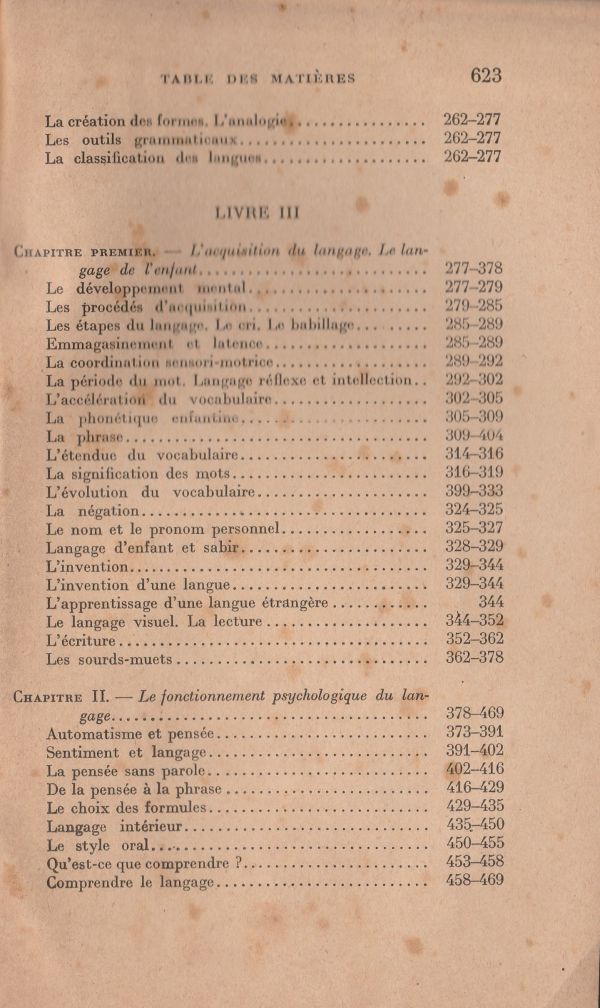 TABLE DES MATIÈRES 623
La création des formes. L'analogie................ 262–277
Les outils grammaticaux...................... 262–277
La classification des langues.................... 262–277
LIVRE III
CHAPITRE PREMIER. — L'acquisition du langage. Le lan-
gage de l'enfant......................... 277–378
Le développement mental...................... 277–279
Les procédés d'acquisition...................... 279–285
Les étapes du langage. Le cri. Le babillage........ 285–289
Emmagasinement et latence.................... 285–289
La coordination sensori-motrice.................. 289–292
La période du mot. Langage réflexe et intellection.. 292–302
L'accélération du vocabulaire.................... 302–305
La phonétique enfantine...................... 305–309
La phrase................................ 309–404
L'étendue du vocabulaire...................... 314–316
La signification des mots...................... 316–319
L'évolution du vocabulaire.................... 399–333
La négation.............................. 324–325
Le nom et le pronom personnel................ 325–327
Langage d'enfant et sabir...................... 328–329
L'invention.............................. 329–344
L'invention d'une langue...................... 329–344
L'apprentissage d'une langue étrangère ............ 344
Le langage visuel. La lecture .................. 344–352
L'écriture................................ 352–362
Les sourds-muets .......................... 362–378
CHAPITRE II. — Le fonctionnement psychologique du lan-
gage.................................. 378–469
Automatisme et pensée........................ 373–391
Sentiment et langage........................ 391–402
La pensée sans parole........................ 402–416
De la pensée à la phrase ...................... 416–429
Le choix des formules........................ 429–435
Langage intérieur.......................... 435–450
Le style oral.............................. 450–455
Qu'est-ce que comprendre ?.................... 453–458
Comprendre le langage........................ 458–469